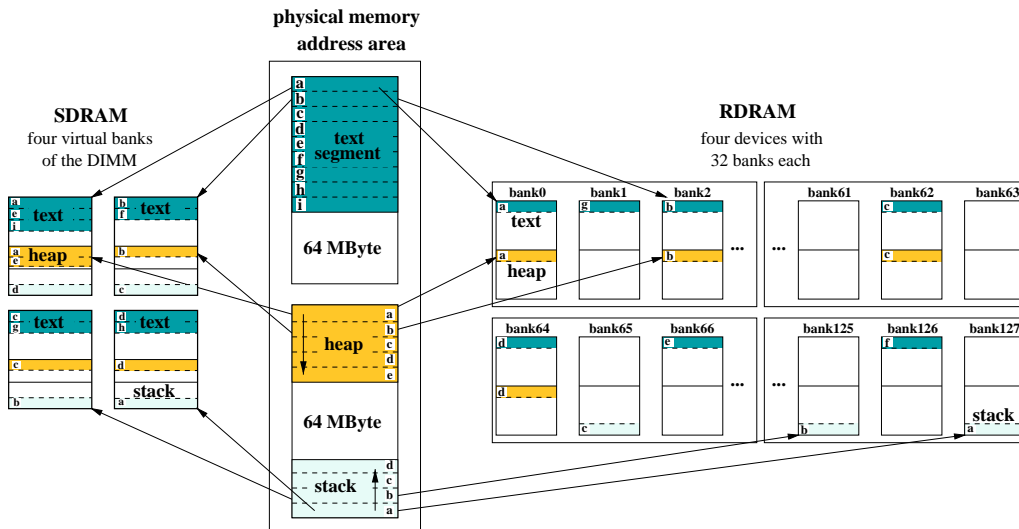 physical memory
address area
SDRAM
four virtual banks
of the DIMM
a
e
i
text
a
e
heap
d
b
f
text
b
c
c
g
text
c
b
d
h
text
d
stack
a
a
b
c
d
e
f
g
h
i
text
segment
64 MByte
heap
a
b
c
d
e
64 MByte
stack
d
c
b
a
RDRAM
four devices with
32 banks each
bank0
bank1
bank2
bank61
bank62
bank63
a
text
a
heap
g
b
b
...
...
c
c
bank64
bank65
bank66
bank125
bank126
bank127
d
d
c
e
...
...
b
f
stack
a